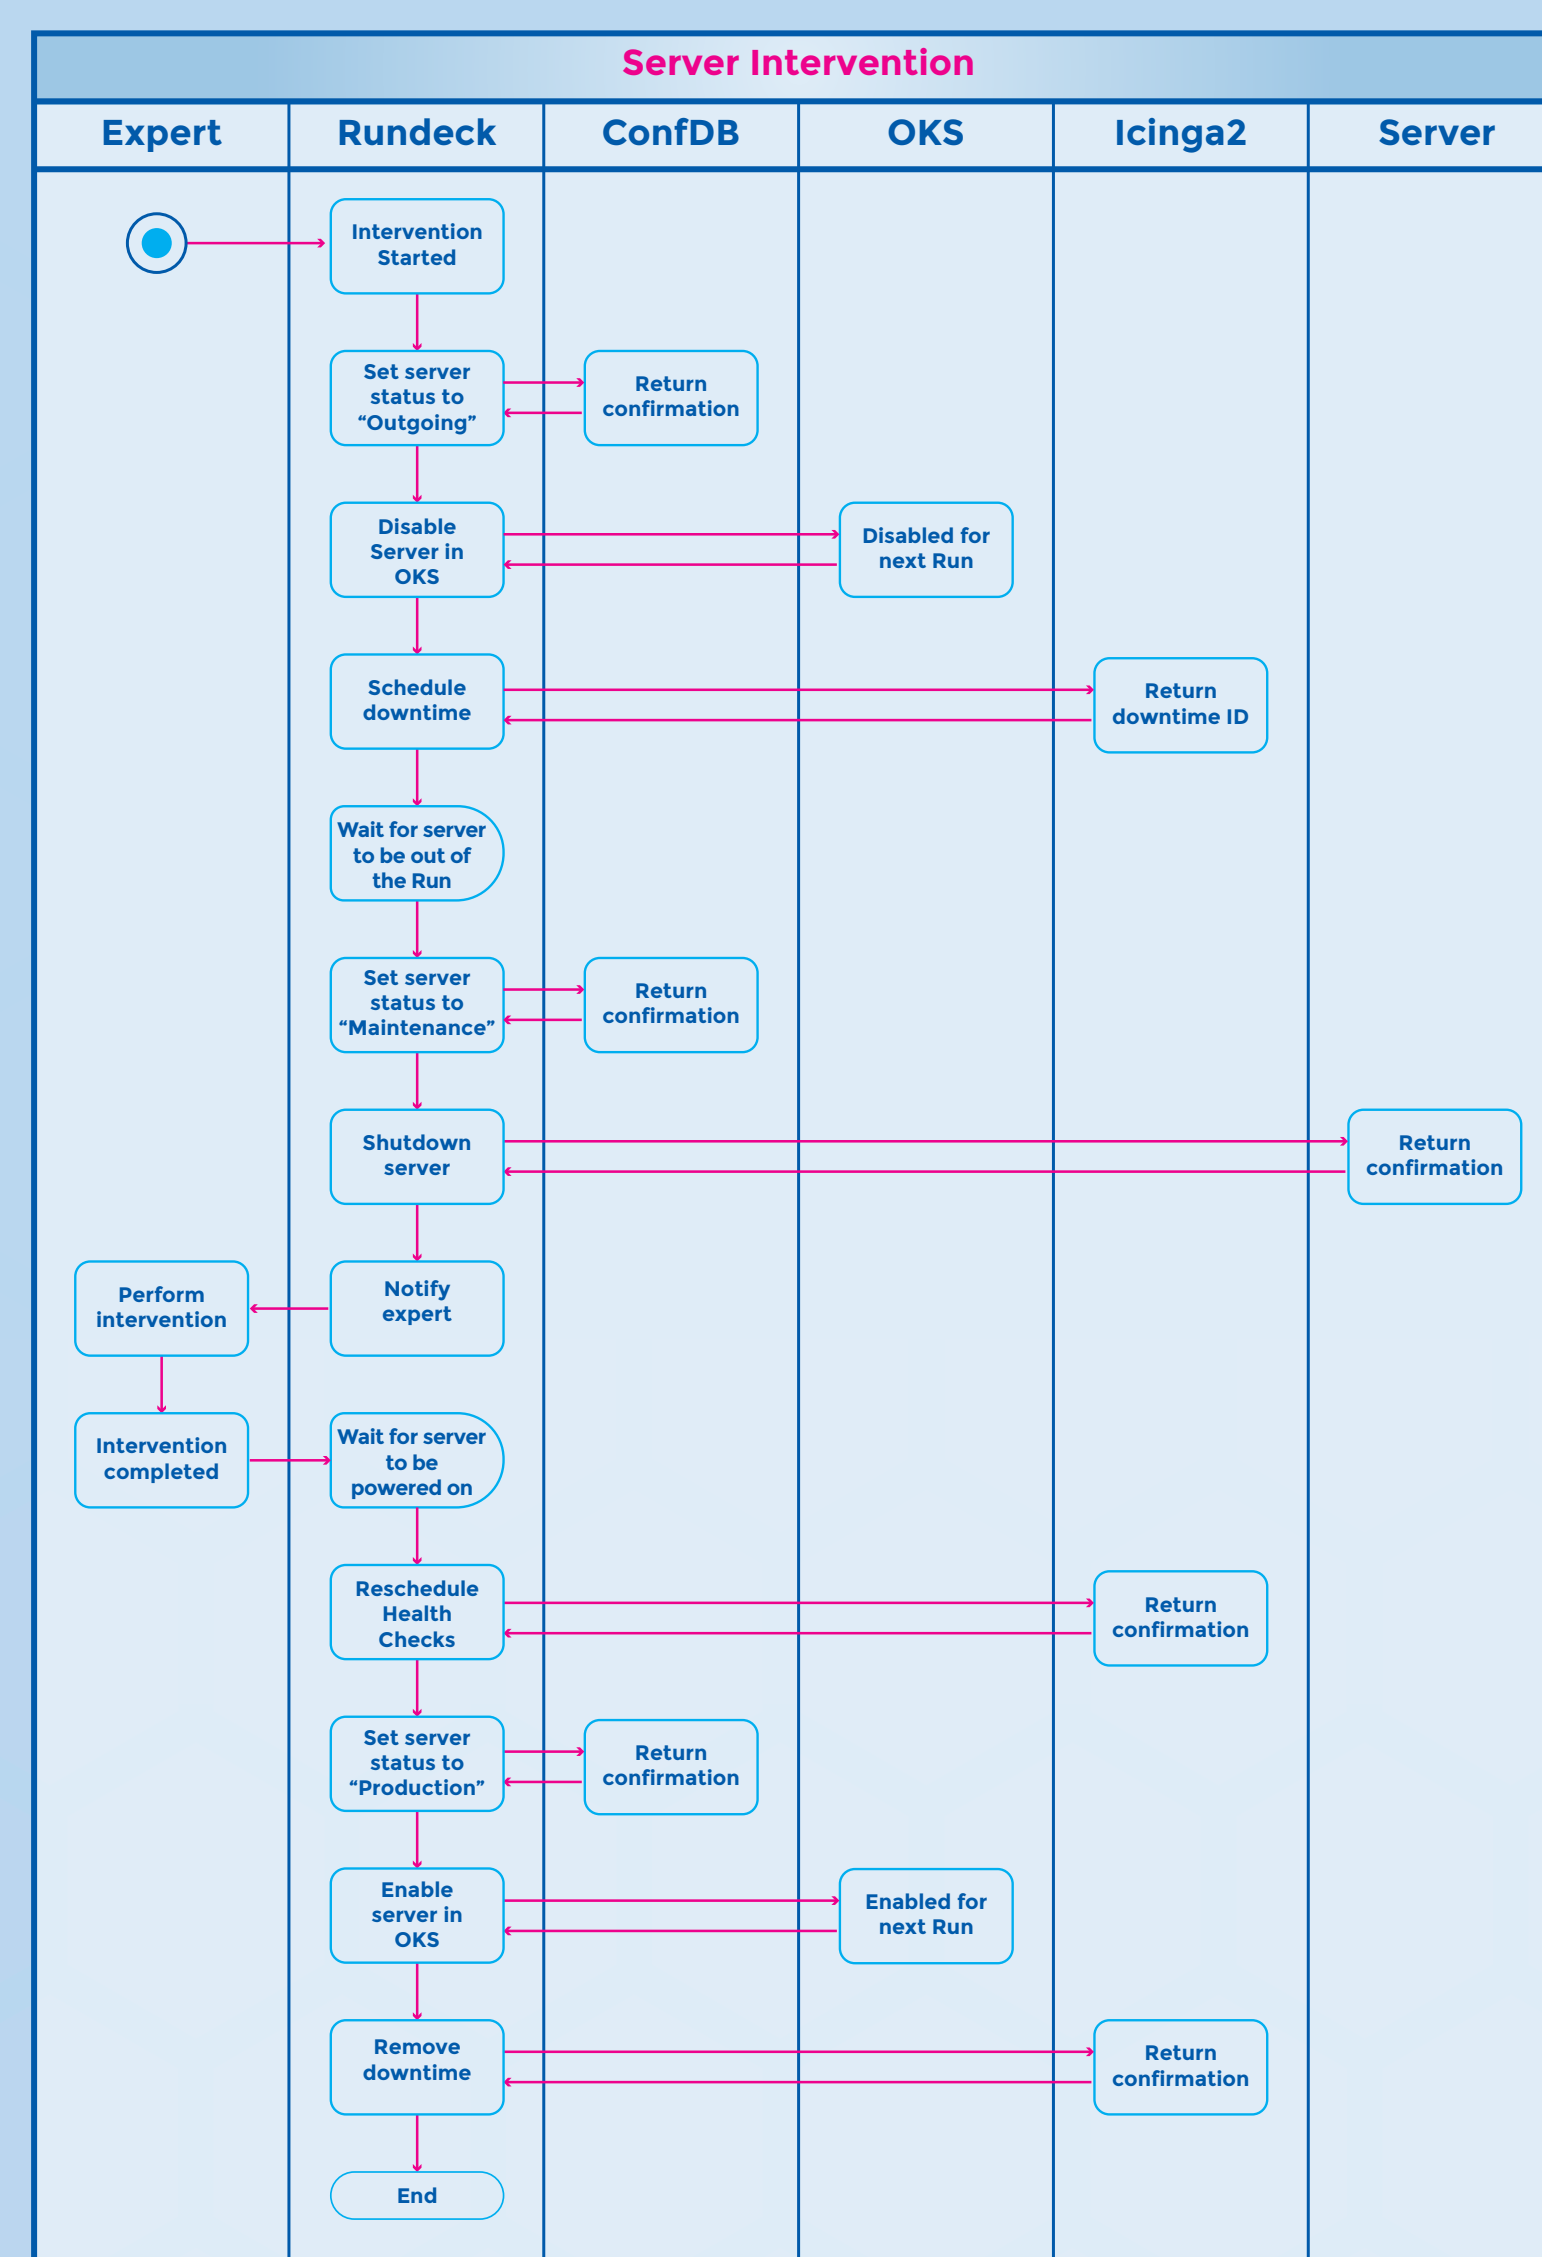 Server Intervention
Expert
Rundeck
ConfDB
OKS
Icinga2
Server
Intervention
Started
Set server
status to
“Outgoing”
Return
confirmation
Disable
Server in
OKS
Disabled for
next Run
Schedule
downtime
Return
downtime ID
Wait for server
to be out of
the Run
Set server
status to
“Maintenance”
Return
confirmation
Shutdown
server
Return
confirmation
Perform
intervention
Notify
expert
Intervention
completed
Wait for server
to be
powered on
Reschedule
Health
Checks
Return
confirmation
Set server
status to
“Production”
Return
confirmation
Enable
server in
OKS
Enabled for
next Run
Remove
downtime
Return
confirmation
End